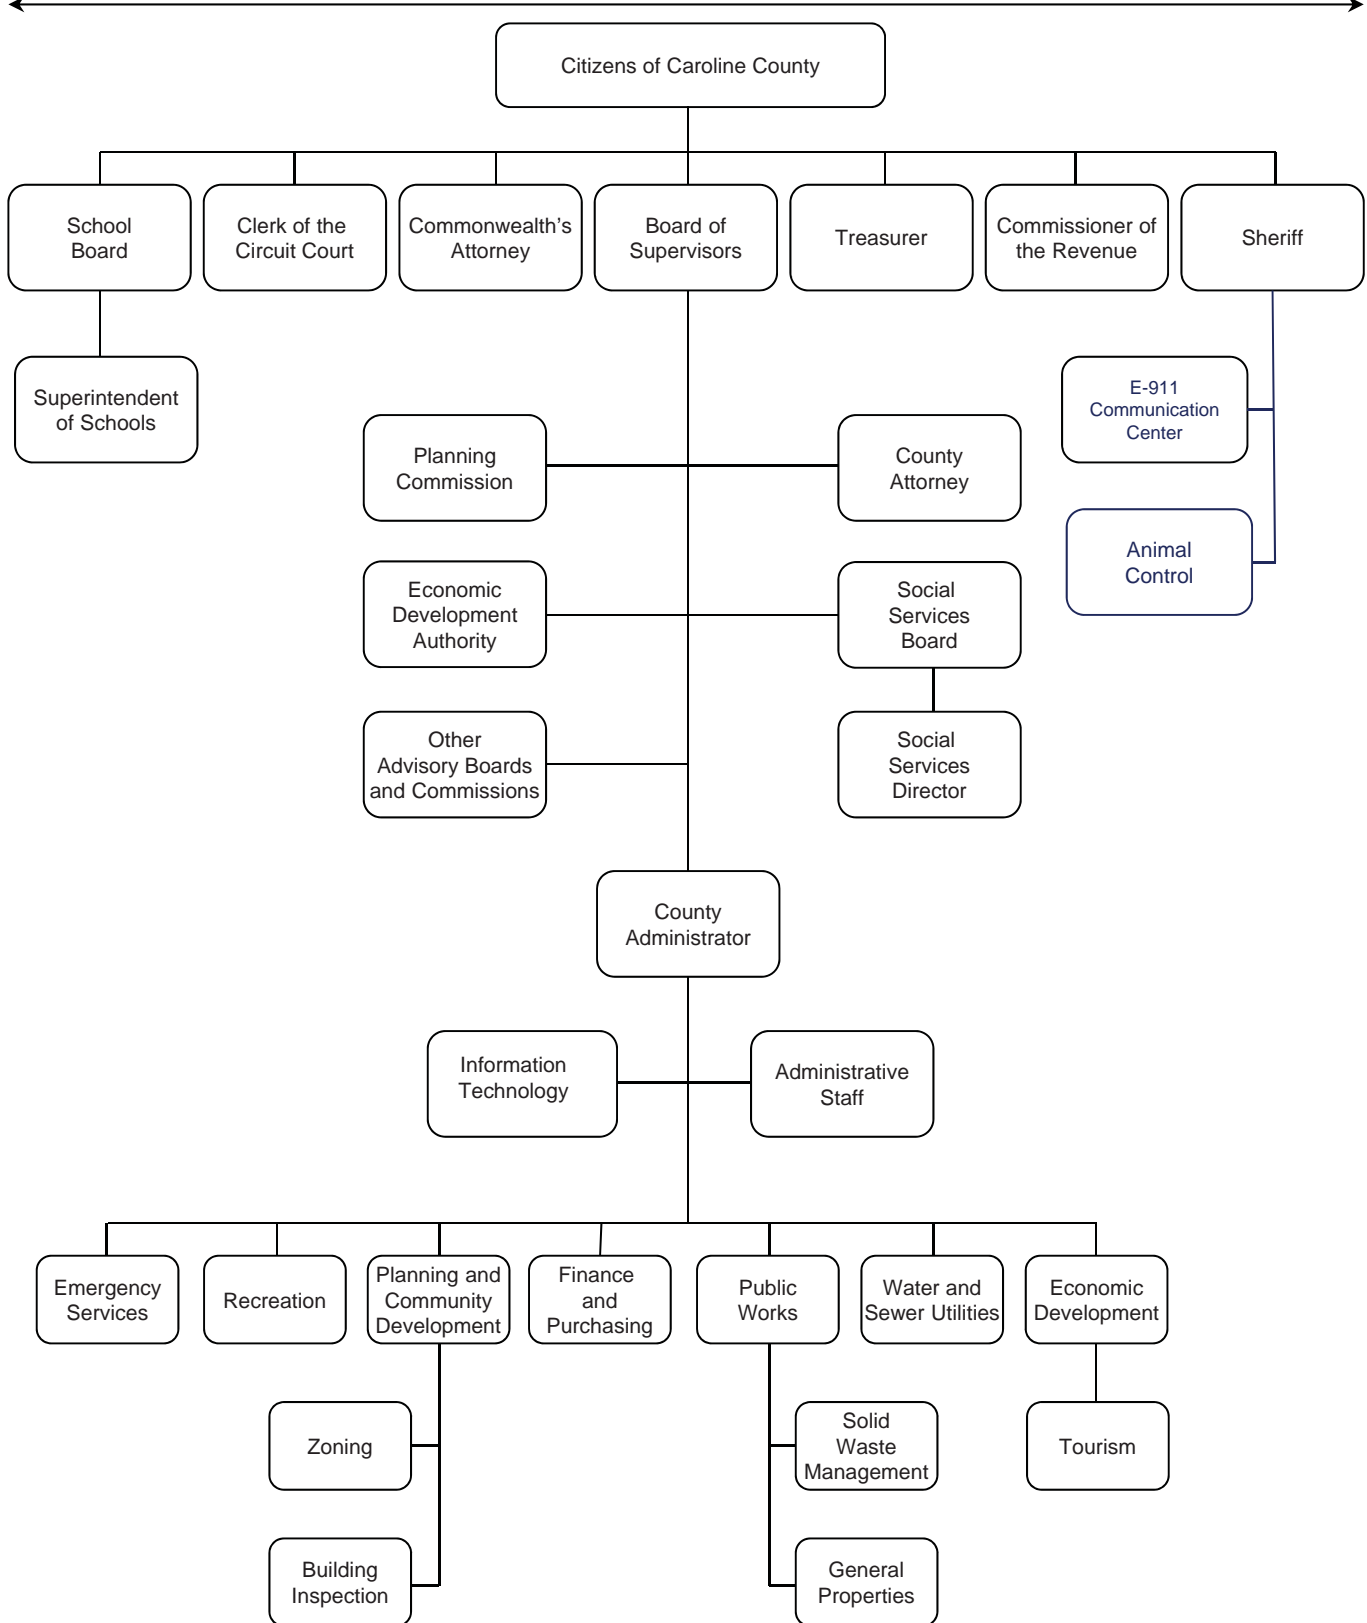 Citizens of Caroline County
School
Board
Clerk of the
Circuit Court
Commonwealth’s
Attorney
Board of
Supervisors
Treasurer
Commissioner of
the Revenue
Sheriff
Superintendent
of Schools
E-911
Communication
Center
Planning
Commission
County
Attorney
Animal
Control
Economic
Development
Authority
Social
Services
Board
Other
Advisory Boards
and Commissions
Social
Services
Director
County
Administrator
Information
Technology
Administrative
Staff
Emergency
Services
Recreation
Planning and
Community
Development
Finance
and
Purchasing
Public
Works
Water and
Sewer Utilities
Economic
Development
Zoning
Solid
Waste
Management
Tourism
Building
Inspection
General
Properties